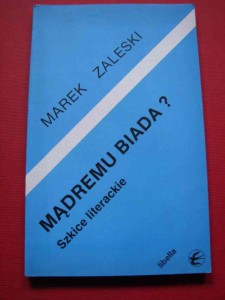 MAREK ZALESKI
MĄDREMU BIADA?
Szkice literackie
libella